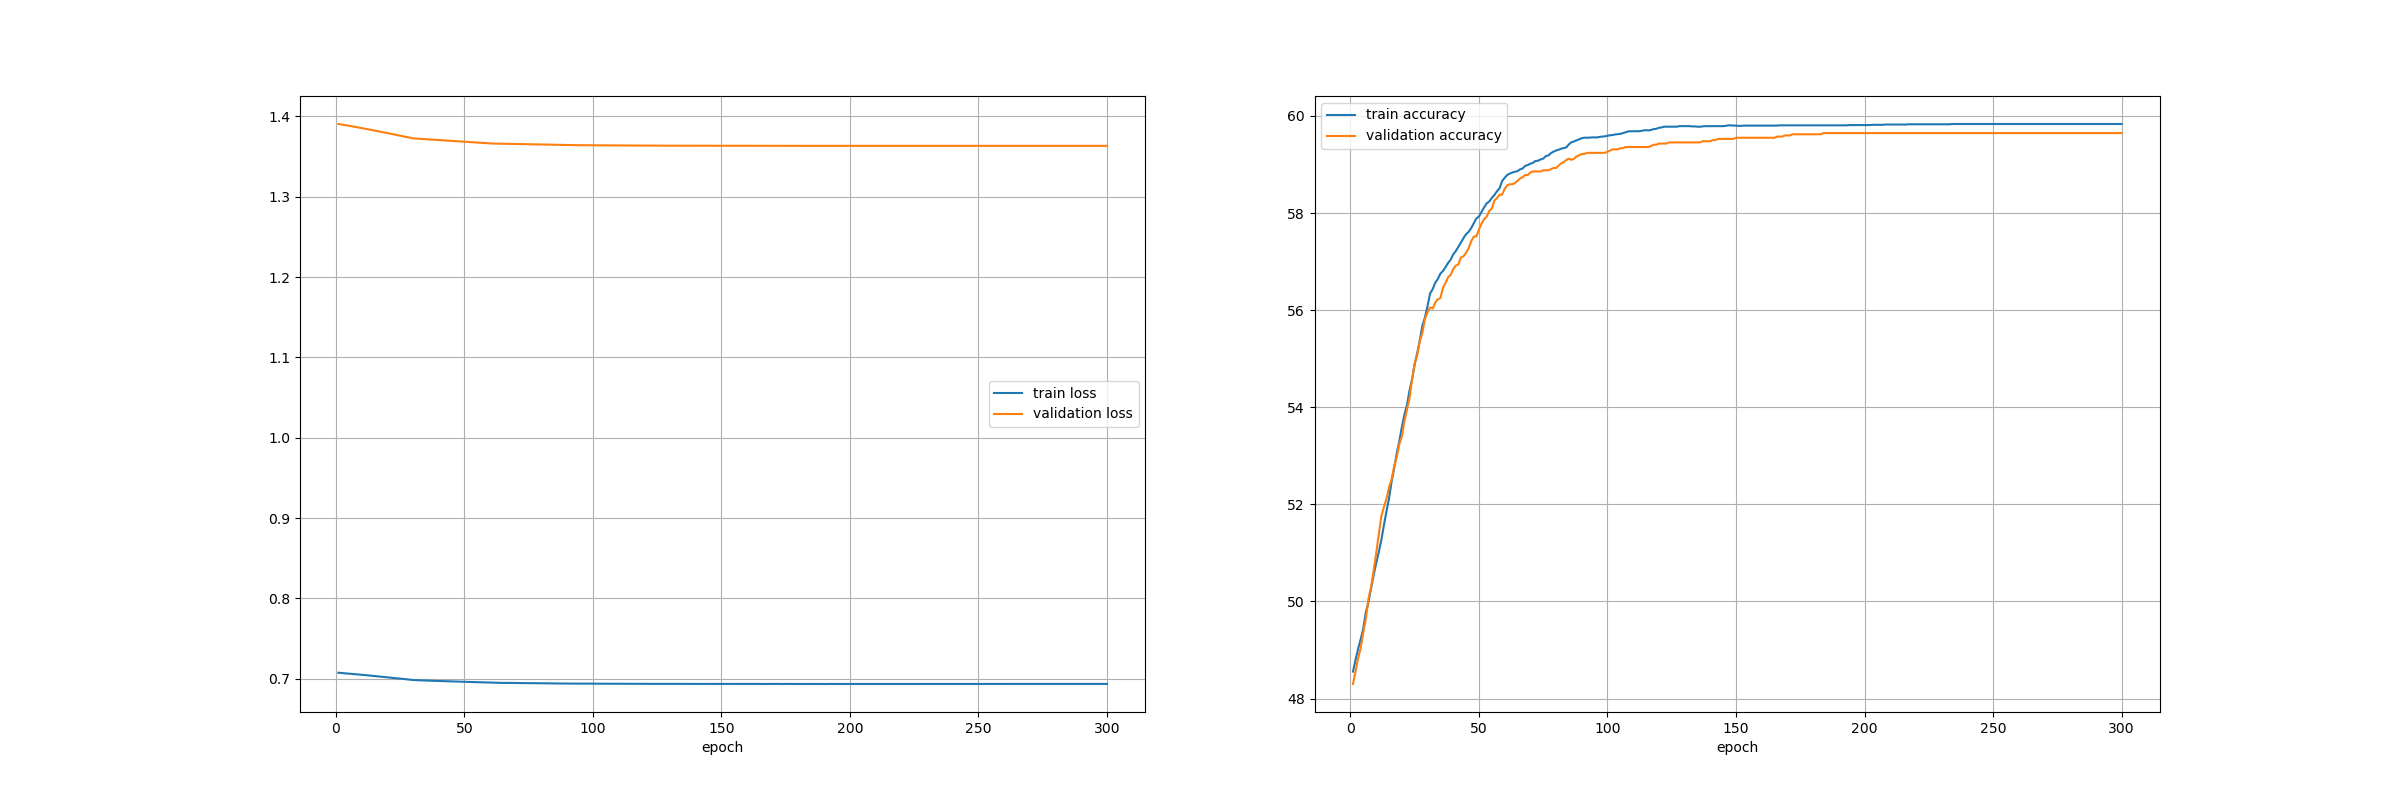 1.4
1.3
1.2
1.1
1.0
0.9
0.8
0.7
0 50 100 150 200 250 300
epoch
train loss
validation loss
60
58
56
54
52
50
48
0 50 100 150 200 250 300
epoch
train accuracy
validation accuracy